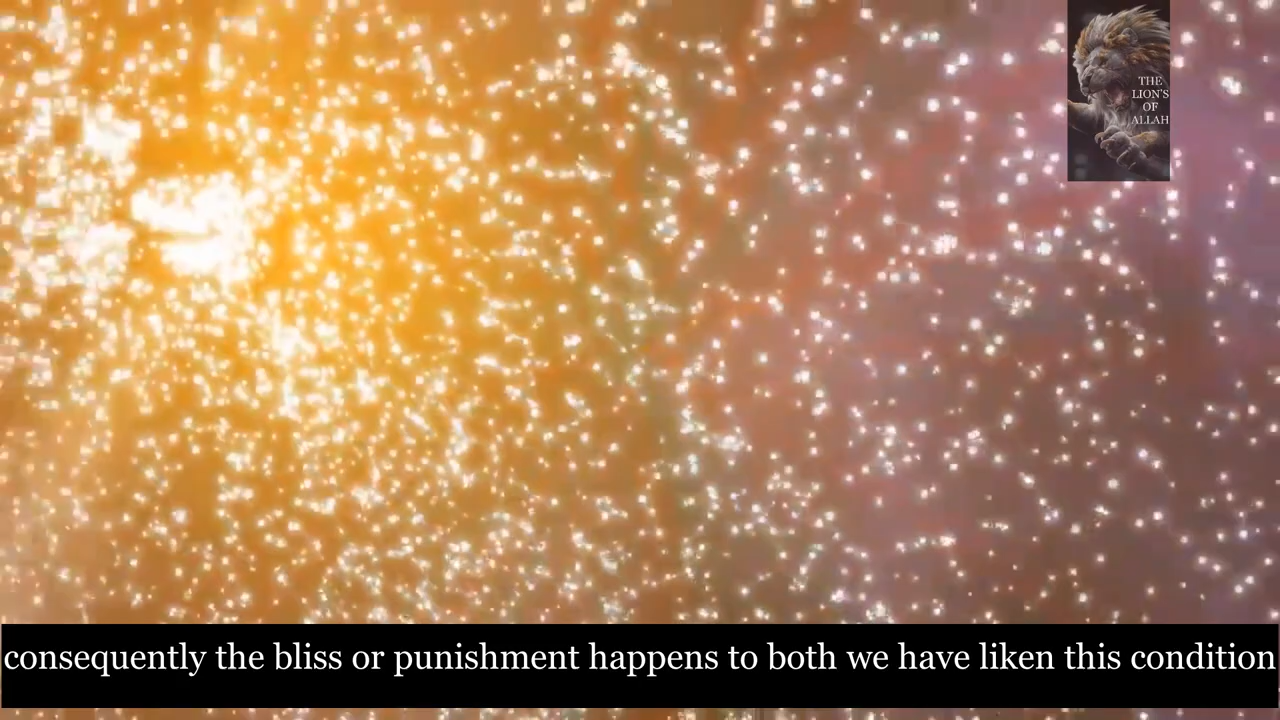 THE
LION'S
OF
ALLAH
consequently the bliss or punishment happens to both we have liken this condition